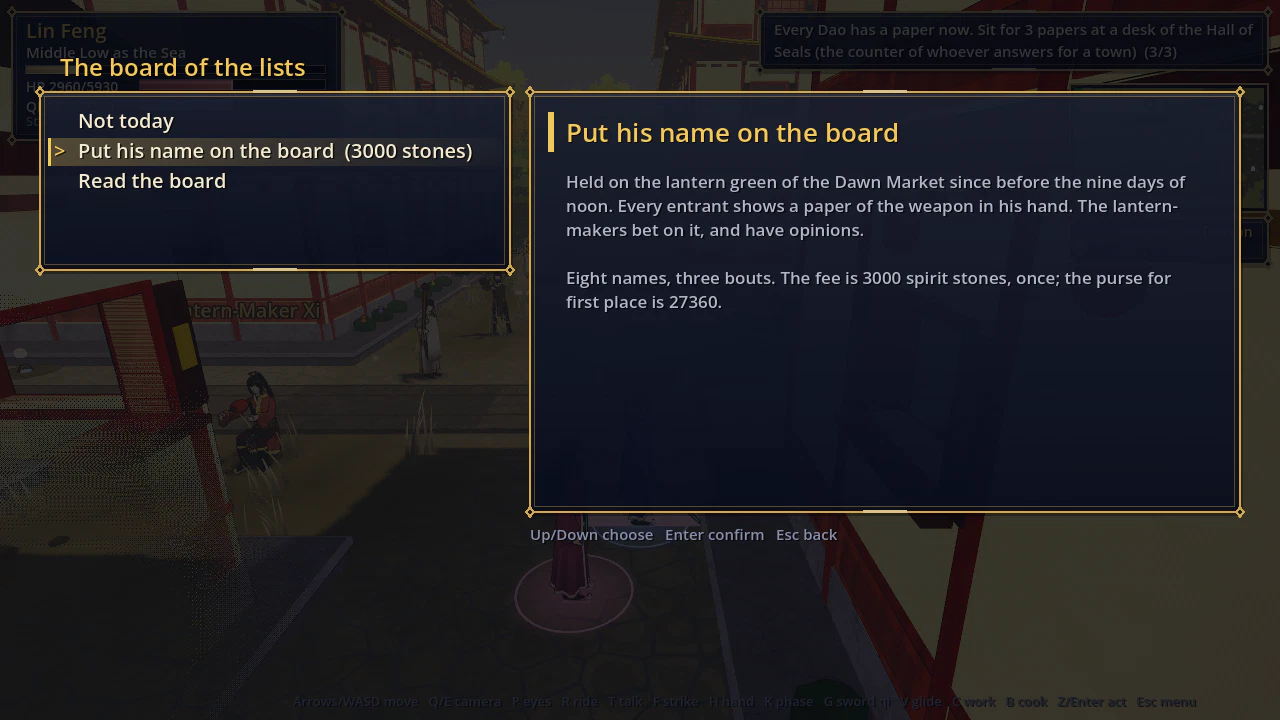 Lin Feng
Middle Low as the Sea
HP 2960/5930
Every Dao has a paper now. Sit for 3 papers at a desk of the Hall of
Seals (the counter of whoever answers for a town)  (3/3)
The board of the lists
Not today
> Put his name on the board  (3000 stones)
Read the board
Put his name on the board
Held on the lantern green of the Dawn Market since before the nine days of
noon. Every entrant shows a paper of the weapon in his hand. The lantern-
makers bet on it, and have opinions.
Eight names, three bouts. The fee is 3000 spirit stones, once; the purse for
first place is 27360.
tern-Maker Xi
Up/Down choose   Enter confirm   Esc back
Arrows/WASD move   Q/E camera   P eyes   R ride   T talk   F strike   H hand   K phase   G sword qi   V glide   C work   B cook   Z/Enter act   Esc menu